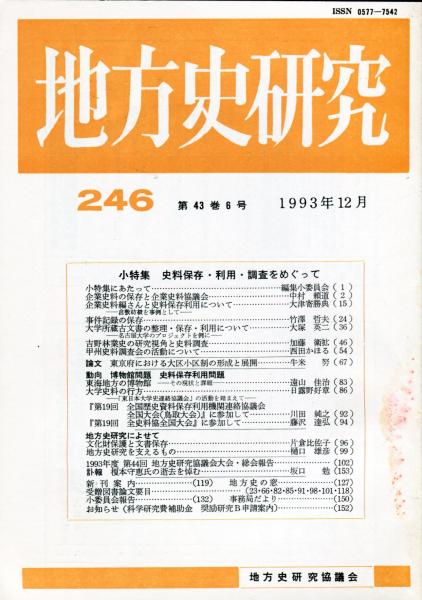 ISSN 0577—7542
地方史研究
246 第43巻6号 1993年12月
小特集 史料保存・利用・調査をめぐって
小特集にあたって……編集小委員会( 1 )
企業史料の保存と企業史料協議会……中村 頼道( 2 )
企業史料編さんと史料保存利用について……大津寄勝典(15)
——倉敷紡績を事例として——
事件記録の保存……竹澤 哲夫(24)
大学所蔵古文書の整理・保存・利用について……大塚 英二(36)
——名古屋大学のプロジェクトを例に——
吉野林業史の研究視角と史料調査……加藤 衞拡(46)
甲州史料調査会の活動について……西田かほる(54)
論文 東京府における大区小区制の形成と展開……牛米 努(67)
動向 博物館問題 史料保存利用問題
東海地方の博物館 ——その現状と課題——……遠山 佳治(83)
大学史料の行方……日露野好章(86)
——「東日本大学史連絡協議会」の活動を踏まえて——
『第19回 全国歴史資料保存利用機関連絡協議会
全国大会(鳥取大会)』に参加して……川田 純之(92)
『第19回 全史料協全国大会』に参加して……藤沢 達弘(94)
地方史研究によせて
文化財保護と文書保存……片倉比佐子(96)
地方史研究を支えるもの……樋口 雄彦(99)
1993年度 第44回 地方史研究協議会大会・総会報告……(102)
訃報 榎本守恵氏の逝去を悼む……坂口 勉(153)
新刊案内……(119) 地方史の窓……(127)
受贈図書論文要目……(23・66・82・85・91・98・101・118)
小委員会報告……(132) 事務局だより……(150)
お知らせ (科学研究費補助金 奨励研究B申請案内)……(152)
地方史研究協議会